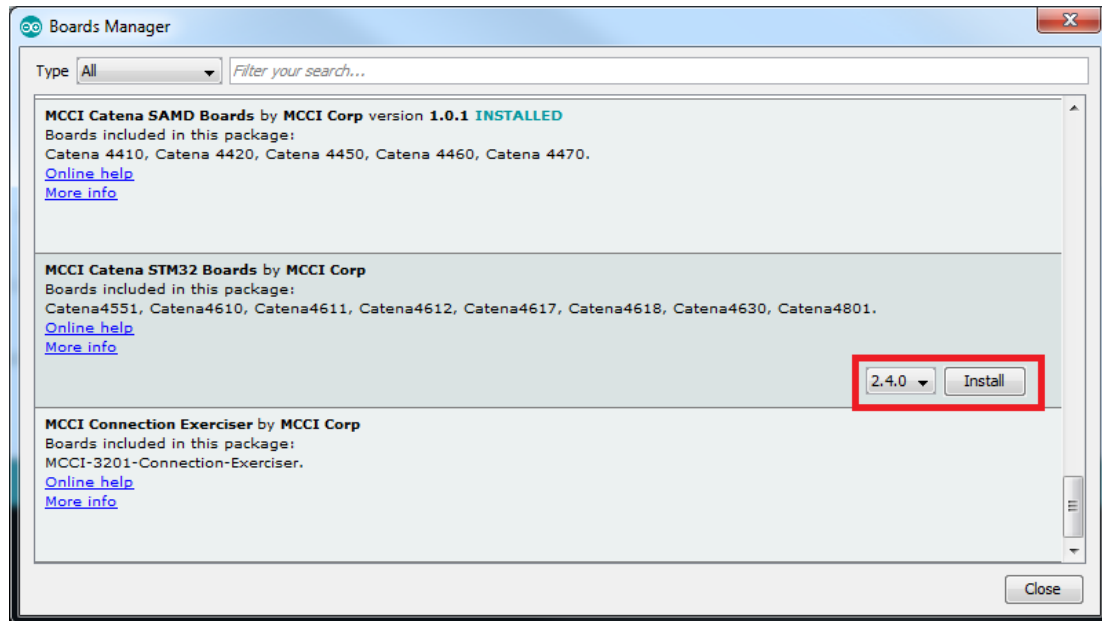 Boards Manager
Type All Filter your search...
MCCI Catena SAMD Boards by MCCI Corp version 1.0.1 INSTALLED
Boards included in this package:
Catena 4410, Catena 4420, Catena 4450, Catena 4460, Catena 4470.
Online help
More info
MCCI Catena STM32 Boards by MCCI Corp
Boards included in this package:
Catena4551, Catena4610, Catena4611, Catena4612, Catena4617, Catena4618, Catena4630, Catena4801.
Online help
More info
2.4.0 Install
MCCI Connection Exerciser by MCCI Corp
Boards included in this package:
MCCI-3201-Connection-Exerciser.
Online help
More info
Close